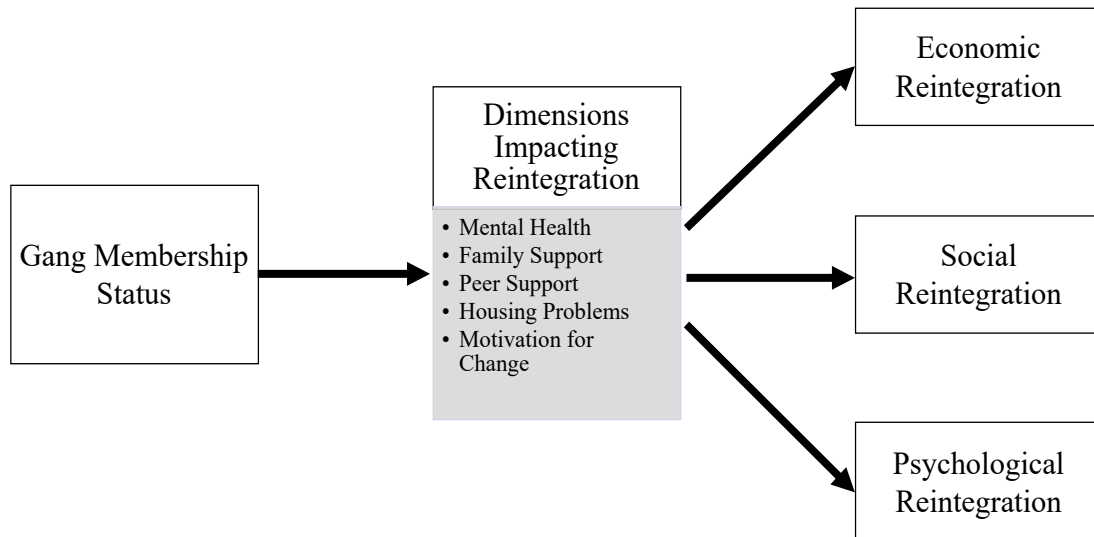 Gang Membership
Status
Dimensions
Impacting
Reintegration
• Mental Health
• Family Support
• Peer Support
• Housing Problems
• Motivation for
Change
Economic
Reintegration
Social
Reintegration
Psychological
Reintegration